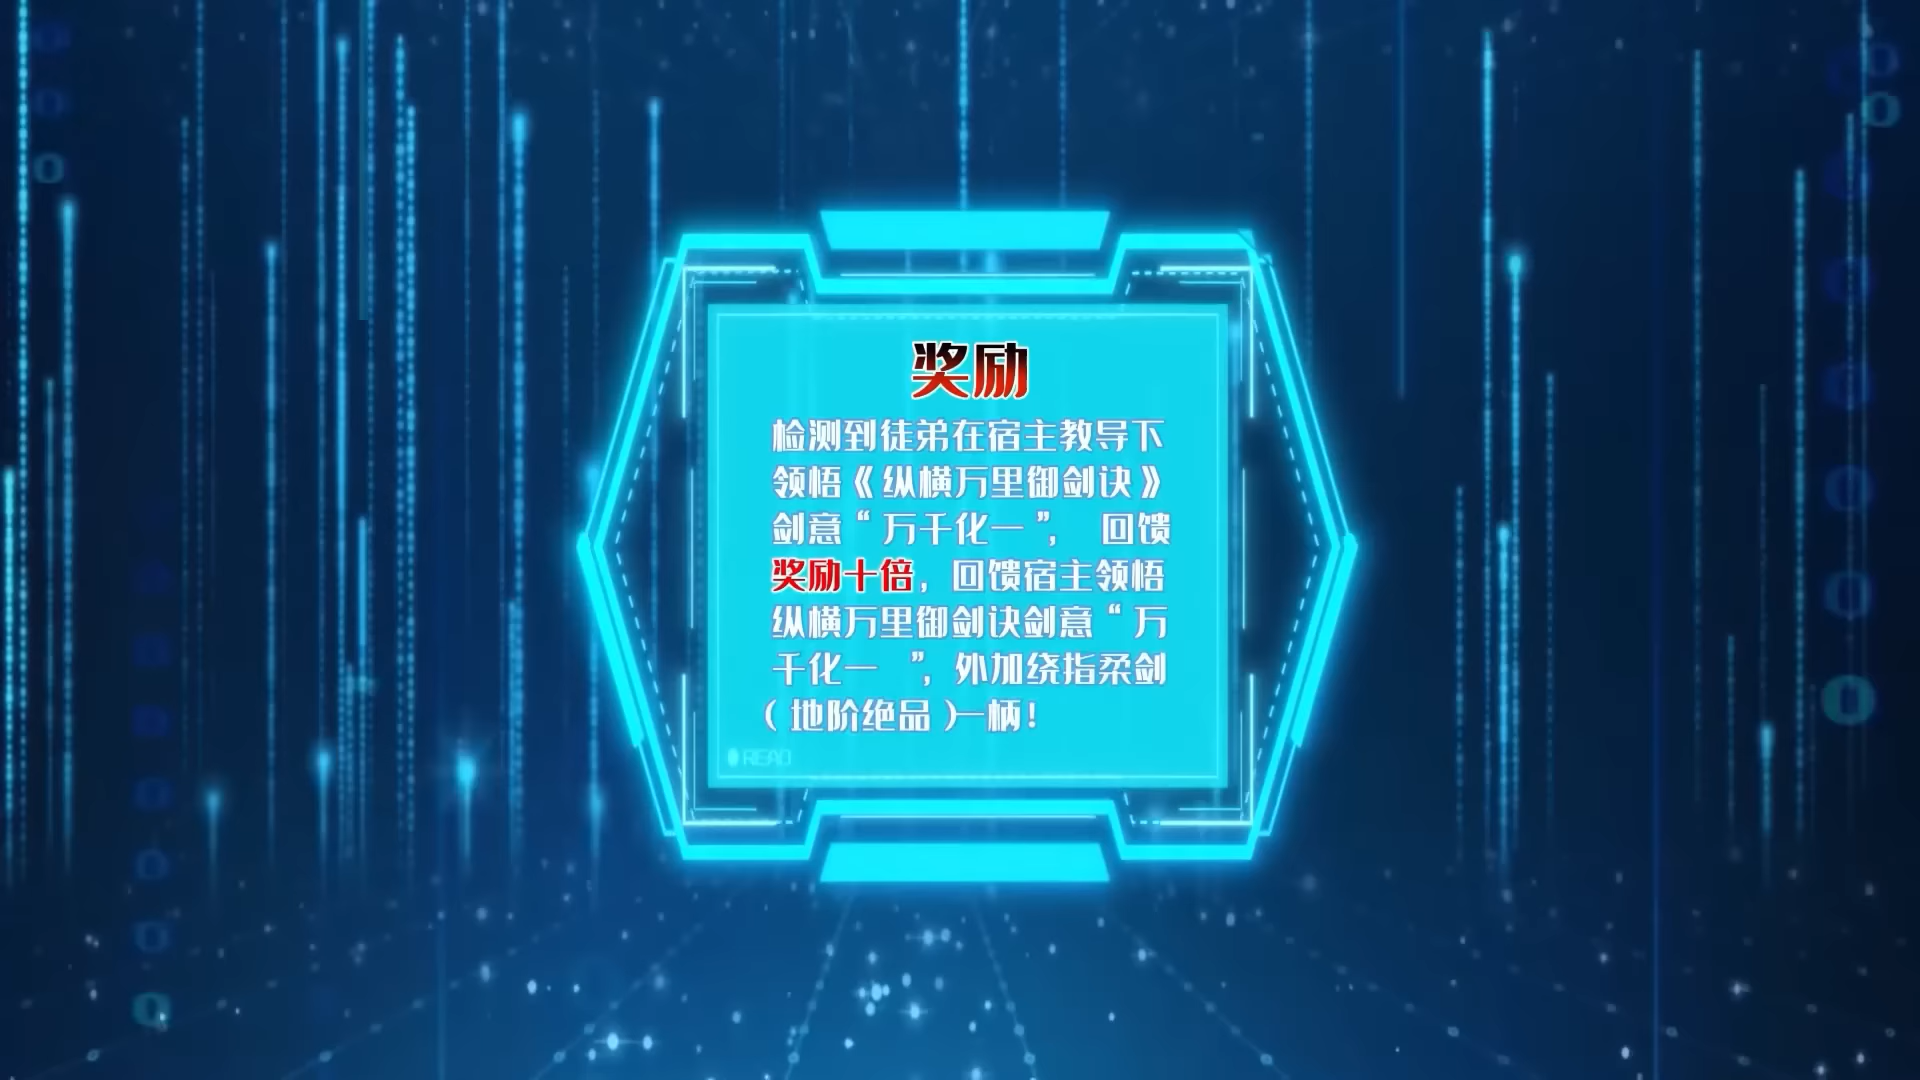 奖励
检测到徒弟在宿主教导下
领悟《纵横万里御剑诀》
剑意“万千化一”， 回馈
奖励十倍，回馈宿主领悟
纵横万里御剑诀剑意“万
千化一 ”，外加绕指柔剑
（地阶绝品）一柄！
READ